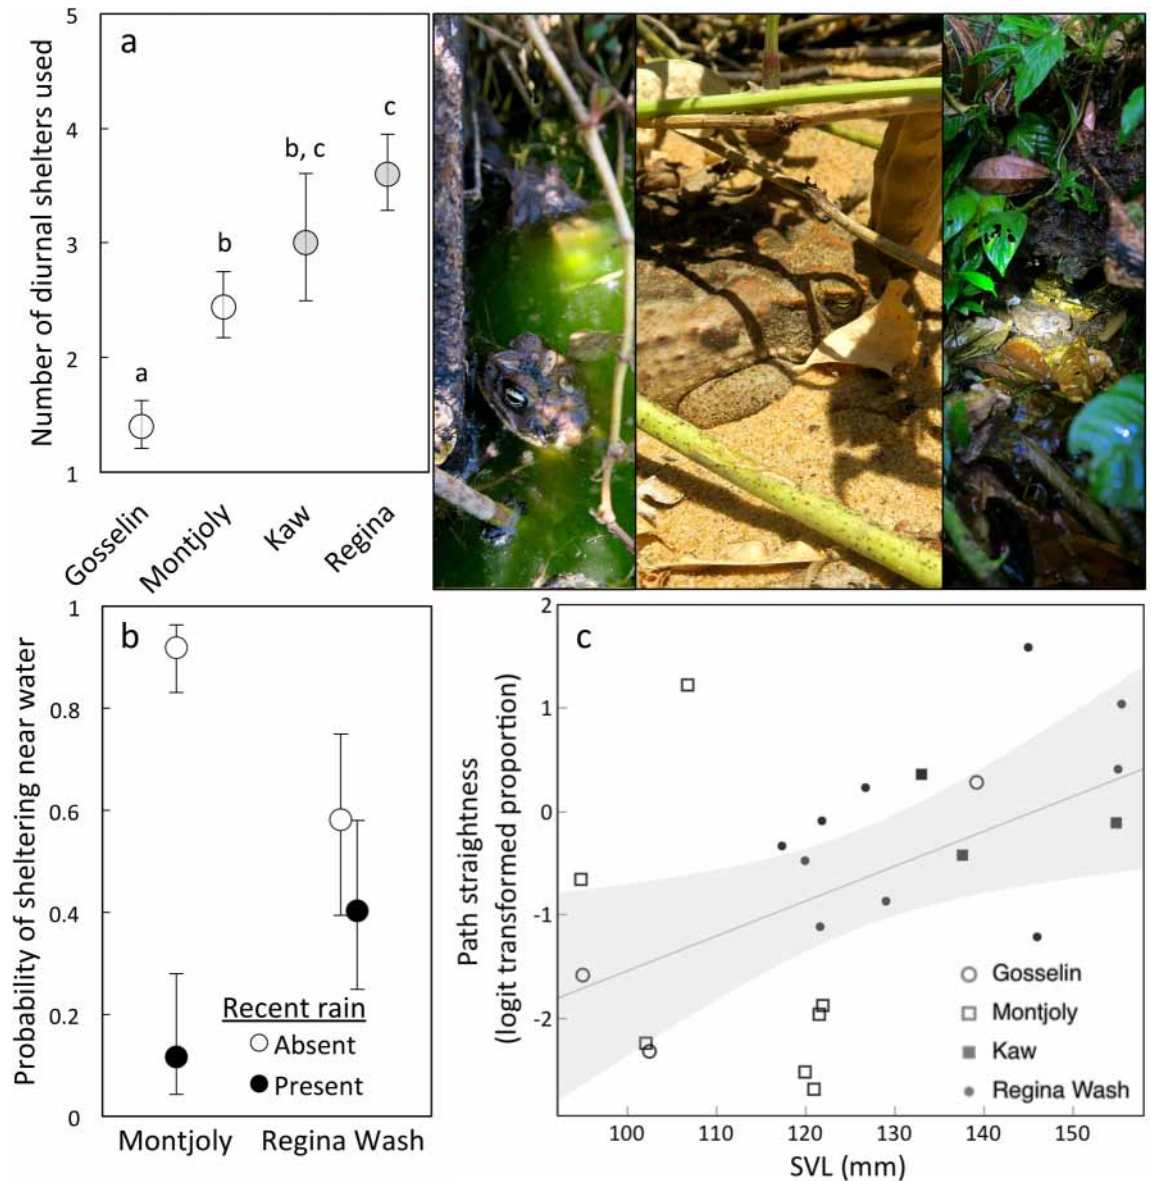 a
Number of diurnal shelters used
5
4
3
2
1
a
b
b, c
c
Gosselin
Montjoly
Kaw
Regina
b
Probability of sheltering near water
1
0.8
0.6
0.4
0.2
0
Recent rain
Absent
Present
Montjoly
Regina Wash
c
Path straightness
(logit transformed proportion)
2
1
0
-1
-2
Gosselin
Montjoly
Kaw
Regina Wash
100
110
120
130
140
150
SVL (mm)